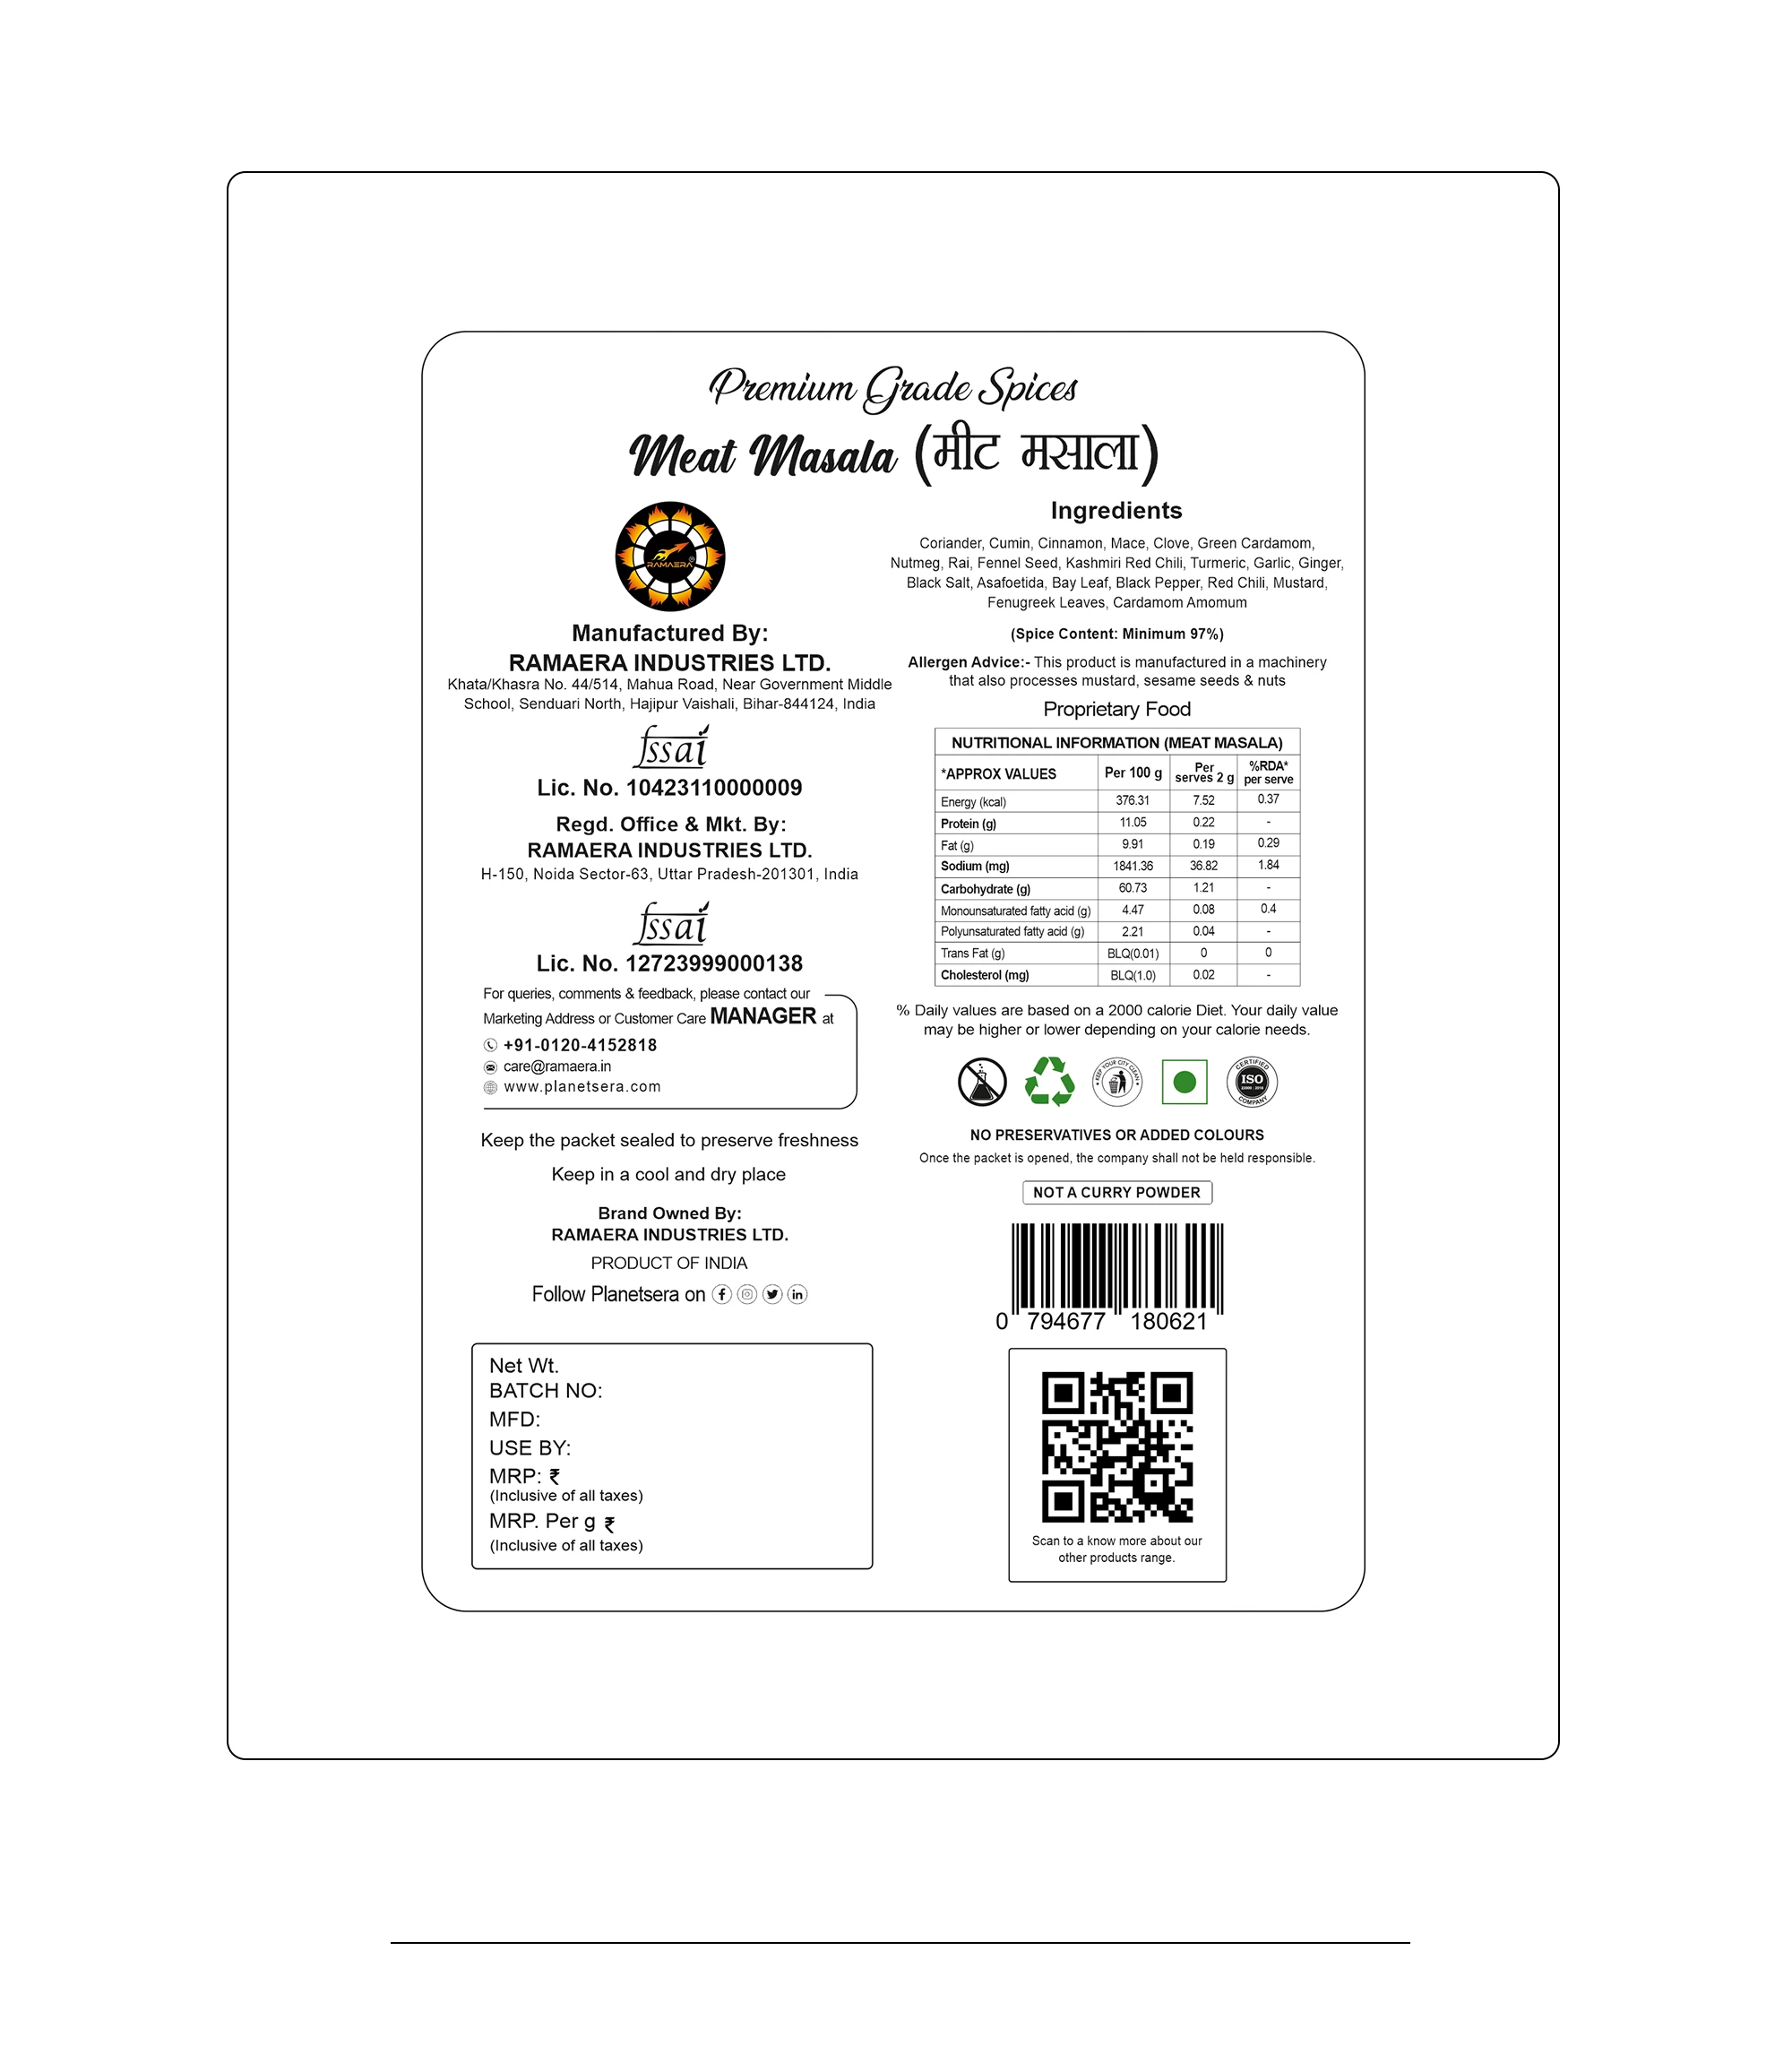 Premium Grade Spices
Meat Masala (मीट मसाला)
RAMAERA
Manufactured By:
RAMAERA INDUSTRIES LTD.
Khata/Khasra No. 44/514, Mahua Road, Near Government Middle
School, Senduari North, Hajipur Vaishali, Bihar-844124, India
fssai
Lic. No. 10423110000009
Regd. Office & Mkt. By:
RAMAERA INDUSTRIES LTD.
H-150, Noida Sector-63, Uttar Pradesh-201301, India
fssai
Lic. No. 12723999000138
For queries, comments & feedback, please contact our
Marketing Address or Customer Care MANAGER at
+91-0120-4152818
care@ramaera.in
www.planetsera.com
Keep the packet sealed to preserve freshness
Keep in a cool and dry place
Brand Owned By:
RAMAERA INDUSTRIES LTD.
PRODUCT OF INDIA
Follow Planetsera on
Net Wt.
BATCH NO:
MFD:
USE BY:
MRP: ₹
(Inclusive of all taxes)
MRP. Per g ₹
(Inclusive of all taxes)
Ingredients
Coriander, Cumin, Cinnamon, Mace, Clove, Green Cardamom,
Nutmeg, Rai, Fennel Seed, Kashmiri Red Chili, Turmeric, Garlic, Ginger,
Black Salt, Asafoetida, Bay Leaf, Black Pepper, Red Chili, Mustard,
Fenugreek Leaves, Cardamom Amomum
(Spice Content: Minimum 97%)
Allergen Advice:- This product is manufactured in a machinery
that also processes mustard, sesame seeds & nuts
Proprietary Food
NUTRITIONAL INFORMATION (MEAT MASALA)
*APPROX VALUES Per 100 g Per serves 2 g %RDA* per serve
Energy (kcal) 376.31 7.52 0.37
Protein (g) 11.05 0.22 -
Fat (g) 9.91 0.19 0.29
Sodium (mg) 1841.36 36.82 1.84
Carbohydrate (g) 60.73 1.21 -
Monounsaturated fatty acid (g) 4.47 0.08 0.4
Polyunsaturated fatty acid (g) 2.21 0.04 -
Trans Fat (g) BLQ(0.01) 0 0
Cholesterol (mg) BLQ(1.0) 0.02 -
% Daily values are based on a 2000 calorie Diet. Your daily value
may be higher or lower depending on your calorie needs.
KEEP YOUR CITY CLEAN
CERTIFIED
ISO
COMPANY
NO PRESERVATIVES OR ADDED COLOURS
Once the packet is opened, the company shall not be held responsible.
NOT A CURRY POWDER
0 794677 180621
Scan to a know more about our
other products range.